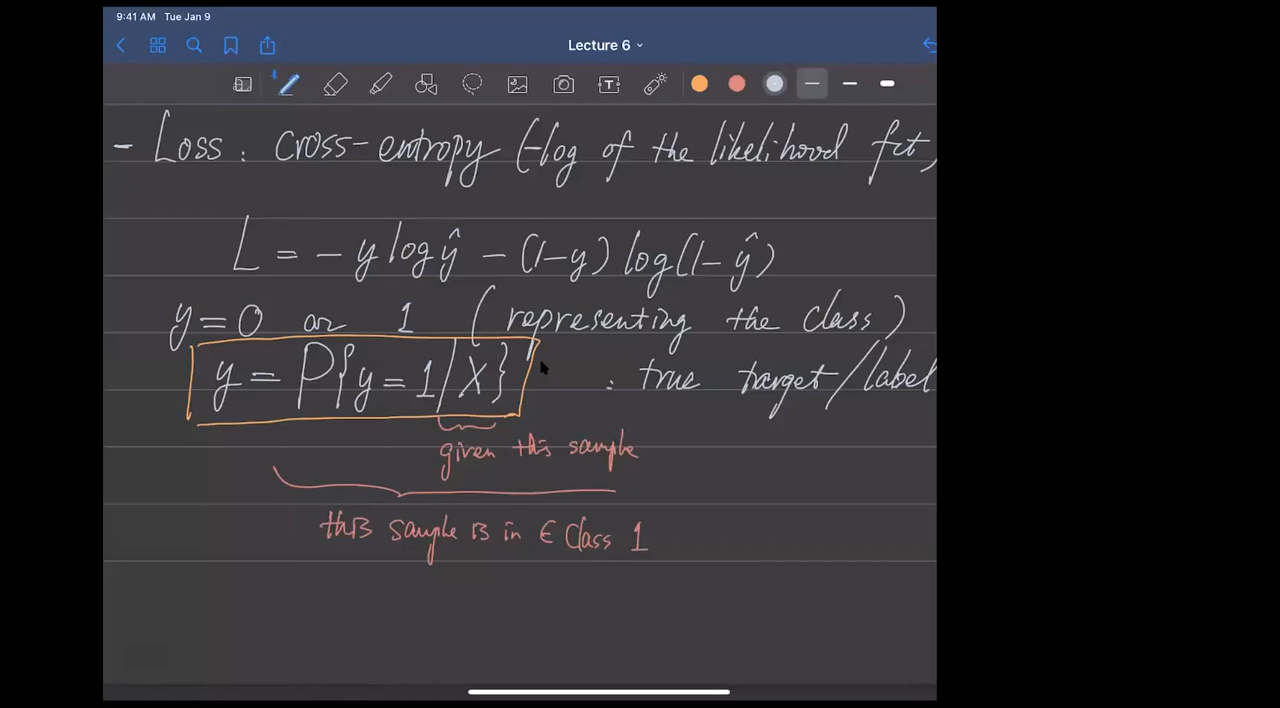 9:41 AM Tue Jan 9
Lecture 6
- Loss: cross-entropy (-log of the likelihood fct)
L = - y log ŷ - (1-y) log(1- ŷ)
y = 0 or 1 (representing the class)
y = P{y = 1 | X} : true target/label
given this sample
this sample is in ∈ Class 1